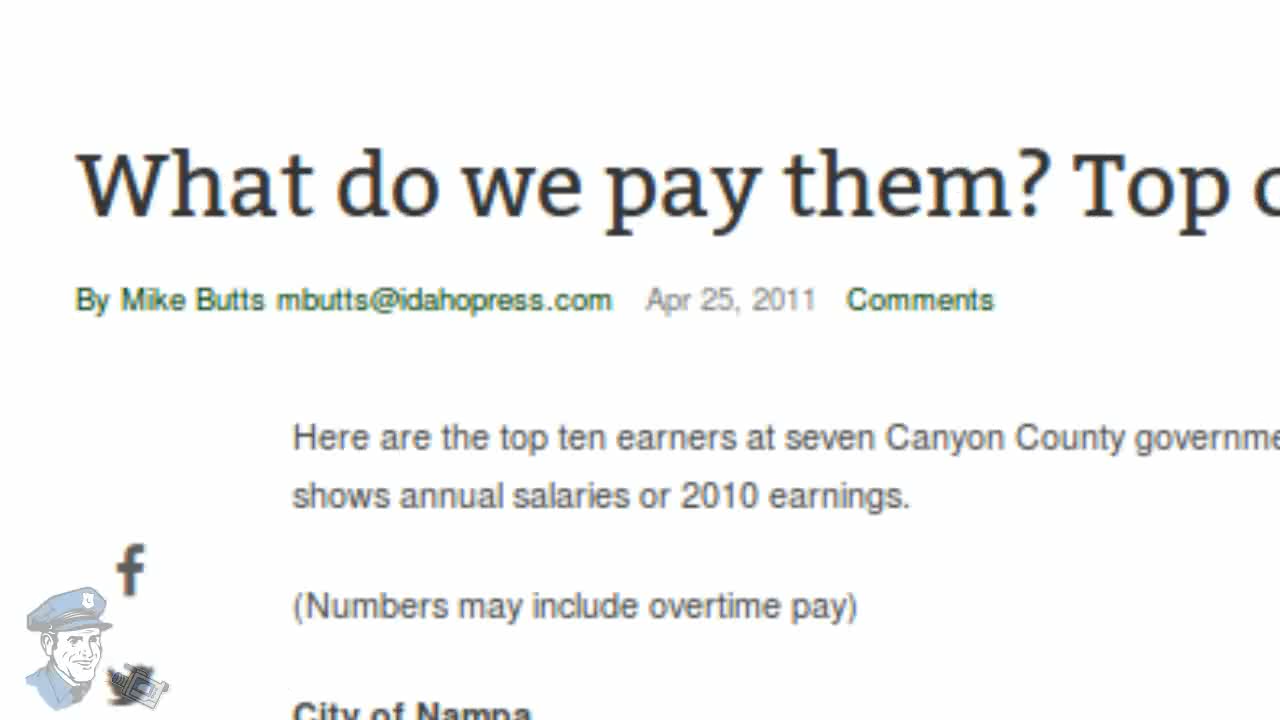 What do we pay them? Top
By Mike Butts mbutts@idahopress.com Apr 25, 2011 Comments
Here are the top ten earners at seven Canyon County governme
shows annual salaries or 2010 earnings.
f
(Numbers may include overtime pay)
City of Nampa